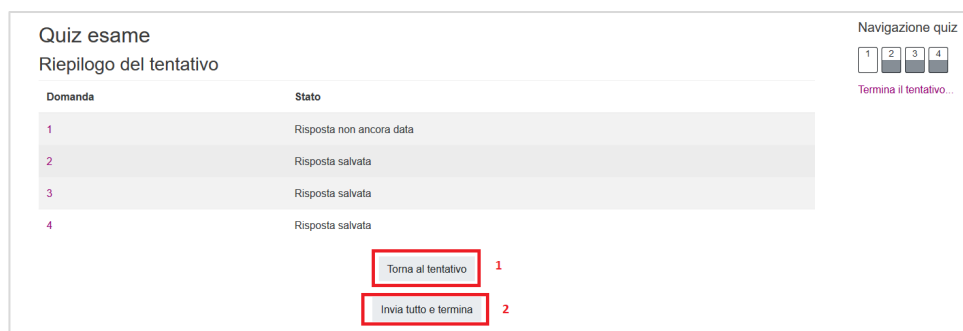 Quiz esame
Riepilogo del tentativo
Domanda Stato
1 Risposta non ancora data
2 Risposta salvata
3 Risposta salvata
4 Risposta salvata
Torna al tentativo 1
Invia tutto e termina 2
Navigazione quiz
1 2 3 4
Termina il tentativo...